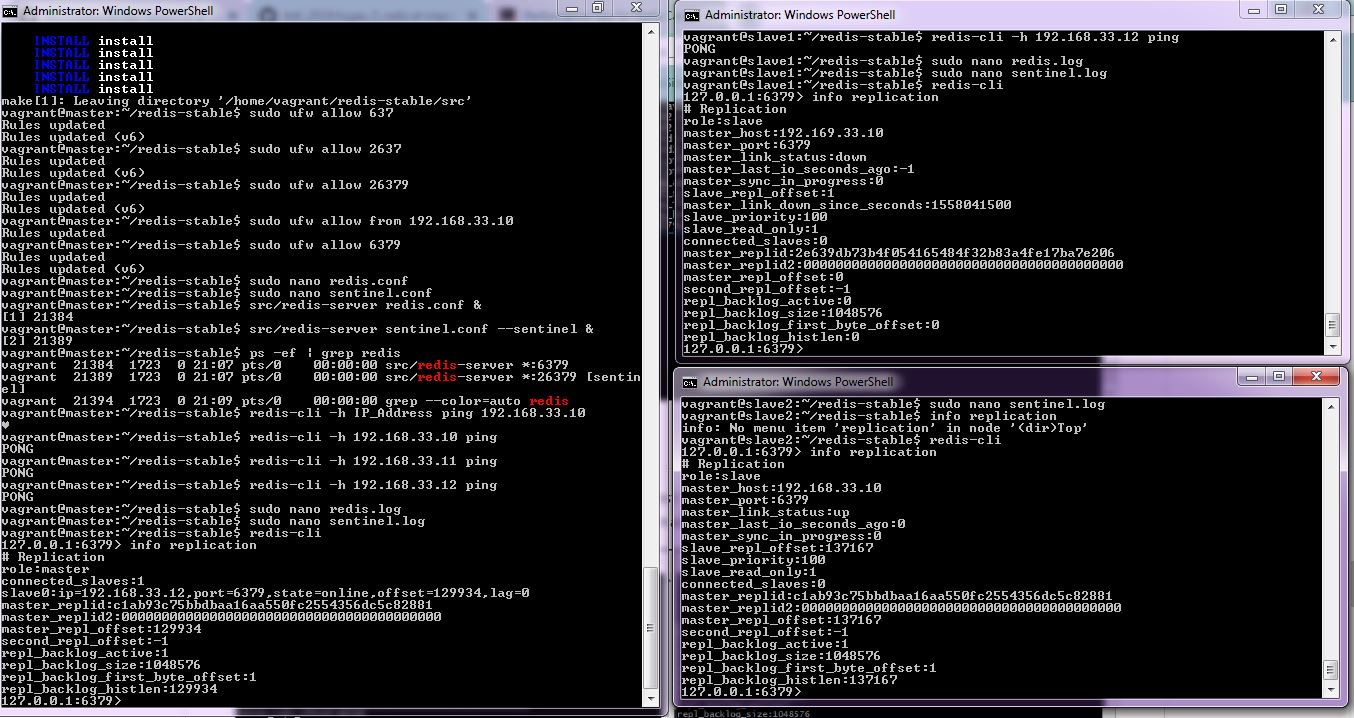 Administrator: Windows PowerShell
INSTALL install
INSTALL install
INSTALL install
INSTALL install
INSTALL install
make[1]: Leaving directory '/home/vagrant/redis-stable/src'
vagrant@master:~/redis-stable$ sudo ufw allow 637
Rules updated
Rules updated (v6)
vagrant@master:~/redis-stable$ sudo ufw allow 2637
Rules updated
Rules updated (v6)
vagrant@master:~/redis-stable$ sudo ufw allow 26379
Rules updated
Rules updated (v6)
vagrant@master:~/redis-stable$ sudo ufw allow from 192.168.33.10
Rules updated
vagrant@master:~/redis-stable$ sudo ufw allow 6379
Rules updated
Rules updated (v6)
vagrant@master:~/redis-stable$ sudo nano redis.conf
vagrant@master:~/redis-stable$ sudo nano sentinel.conf
vagrant@master:~/redis-stable$ src/redis-server redis.conf &
[1] 21384
vagrant@master:~/redis-stable$ src/redis-server sentinel.conf --sentinel &
[2] 21389
vagrant@master:~/redis-stable$ ps -ef | grep redis
vagrant  21384  1723  0 21:07 pts/0    00:00:00 src/redis-server *:6379
vagrant  21389  1723  0 21:07 pts/0    00:00:00 src/redis-server *:26379 [sentin
el]
vagrant  21394  1723  0 21:09 pts/0    00:00:00 grep --color=auto redis
vagrant@master:~/redis-stable$ redis-cli -h IP_Address ping 192.168.33.10
♥
vagrant@master:~/redis-stable$ redis-cli -h 192.168.33.10 ping
PONG
vagrant@master:~/redis-stable$ redis-cli -h 192.168.33.11 ping
PONG
vagrant@master:~/redis-stable$ redis-cli -h 192.168.33.12 ping
PONG
vagrant@master:~/redis-stable$ sudo nano redis.log
vagrant@master:~/redis-stable$ sudo nano sentinel.log
vagrant@master:~/redis-stable$ redis-cli
127.0.0.1:6379> info replication
# Replication
role:master
connected_slaves:1
slave0:ip=192.168.33.12,port=6379,state=online,offset=129934,lag=0
master_replid:c1ab93c75bbdbaa16aa550fc2554356dc5c82881
master_replid2:0000000000000000000000000000000000000000
master_repl_offset:129934
second_repl_offset:-1
repl_backlog_active:1
repl_backlog_size:1048576
repl_backlog_first_byte_offset:1
repl_backlog_histlen:129934
127.0.0.1:6379>
Administrator: Windows PowerShell
vagrant@slave1:~/redis-stable$ redis-cli -h 192.168.33.12 ping
PONG
vagrant@slave1:~/redis-stable$ sudo nano redis.log
vagrant@slave1:~/redis-stable$ sudo nano sentinel.log
vagrant@slave1:~/redis-stable$ redis-cli
127.0.0.1:6379> info replication
# Replication
role:slave
master_host:192.169.33.10
master_port:6379
master_link_status:down
master_last_io_seconds_ago:-1
master_sync_in_progress:0
slave_repl_offset:1
master_link_down_since_seconds:1558041500
slave_priority:100
slave_read_only:1
connected_slaves:0
master_replid:2e639db73b4f054165484f32b83a4fe17ba7e206
master_replid2:0000000000000000000000000000000000000000
master_repl_offset:0
second_repl_offset:-1
repl_backlog_active:0
repl_backlog_size:1048576
repl_backlog_first_byte_offset:0
repl_backlog_histlen:0
127.0.0.1:6379>
Administrator: Windows PowerShell
vagrant@slave2:~/redis-stable$ sudo nano sentinel.log
vagrant@slave2:~/redis-stable$ info replication
info: No menu item 'replication' in node '(dir)Top'
vagrant@slave2:~/redis-stable$ redis-cli
127.0.0.1:6379> info replication
# Replication
role:slave
master_host:192.168.33.10
master_port:6379
master_link_status:up
master_last_io_seconds_ago:0
master_sync_in_progress:0
slave_repl_offset:137167
slave_priority:100
slave_read_only:1
connected_slaves:0
master_replid:c1ab93c75bbdbaa16aa550fc2554356dc5c82881
master_replid2:0000000000000000000000000000000000000000
master_repl_offset:137167
second_repl_offset:-1
repl_backlog_active:1
repl_backlog_size:1048576
repl_backlog_first_byte_offset:1
repl_backlog_histlen:137167
127.0.0.1:6379>
repl_backlog_size:1048576